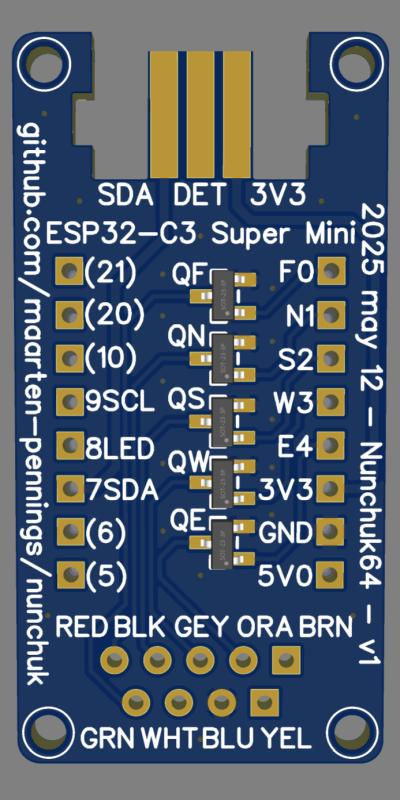 SDA DET 3V3
ESP32-C3 Super Mini
(21) QF F0
(20) QN N1
(10) S2
9SCL QS W3
8LED QW E4
7SDA 3V3
(6) QE GND
(5) 5V0
RED BLK GEY ORA BRN
GRN WHT BLU YEL
github.com/maarten-pennings/nunchuk
2025 may 12 - Nunchuk64 - v1